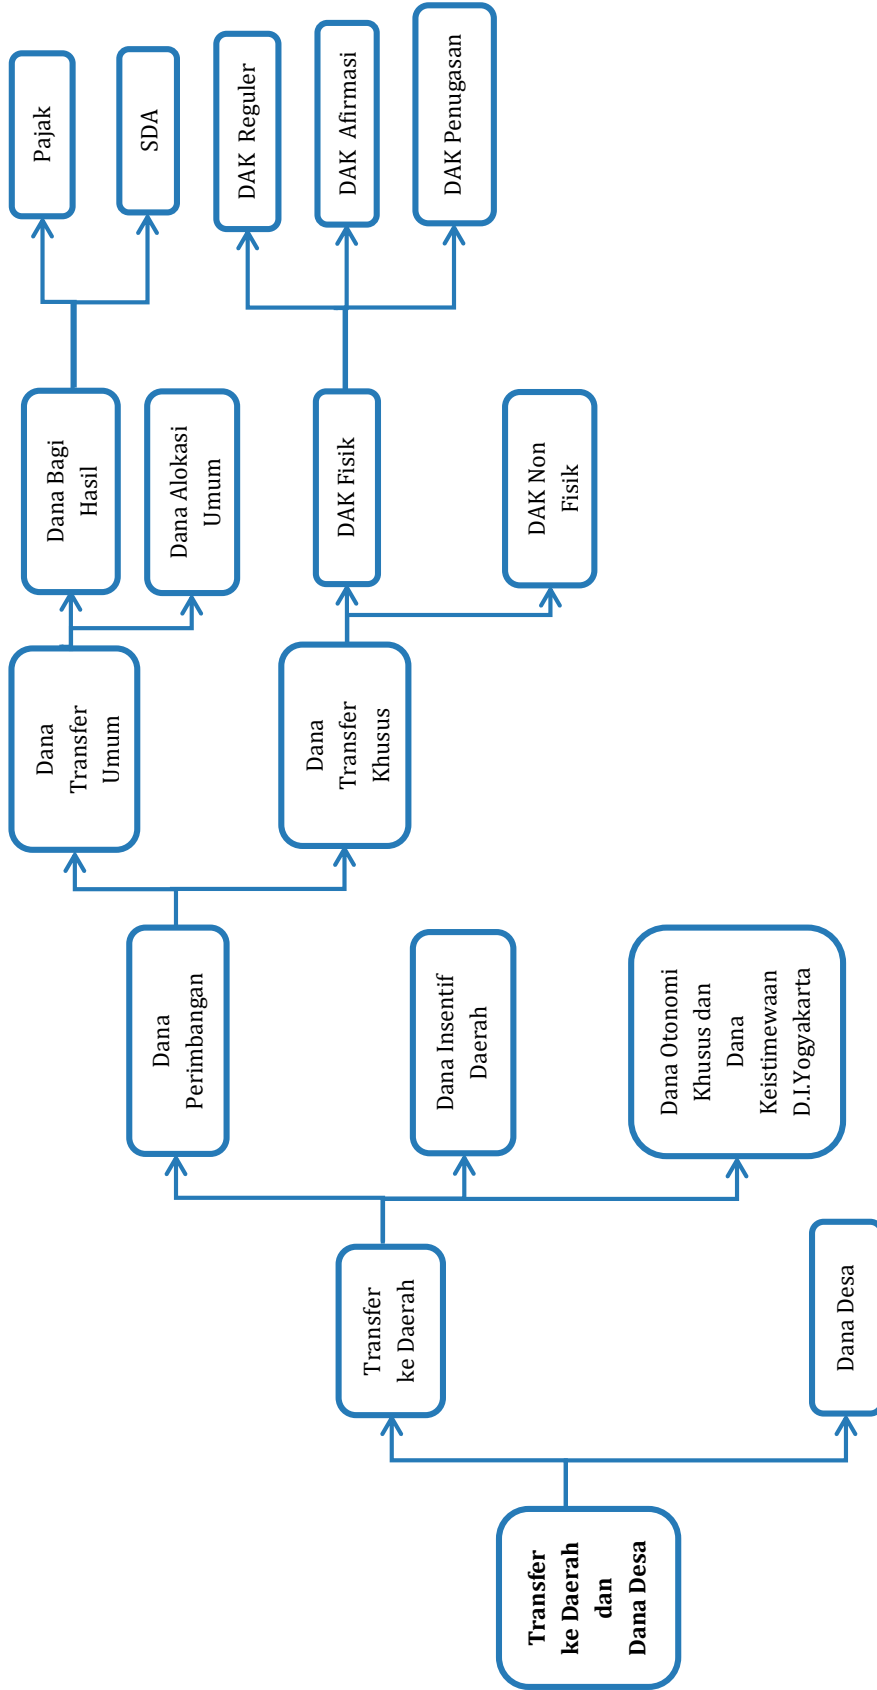 Transfer
ke Daerah
dan
Dana Desa
Transfer
ke Daerah
Dana Desa
Dana
Perimbangan
Dana Insentif
Daerah
Dana Otonomi
Khusus dan
Dana
Keistimewaan
D.I.Yogyakarta
Dana
Transfer
Umum
Dana
Transfer
Khusus
Dana Bagi
Hasil
Dana Alokasi
Umum
DAK Fisik
DAK Non
Fisik
Pajak
SDA
DAK Reguler
DAK Afirmasi
DAK Penugasan